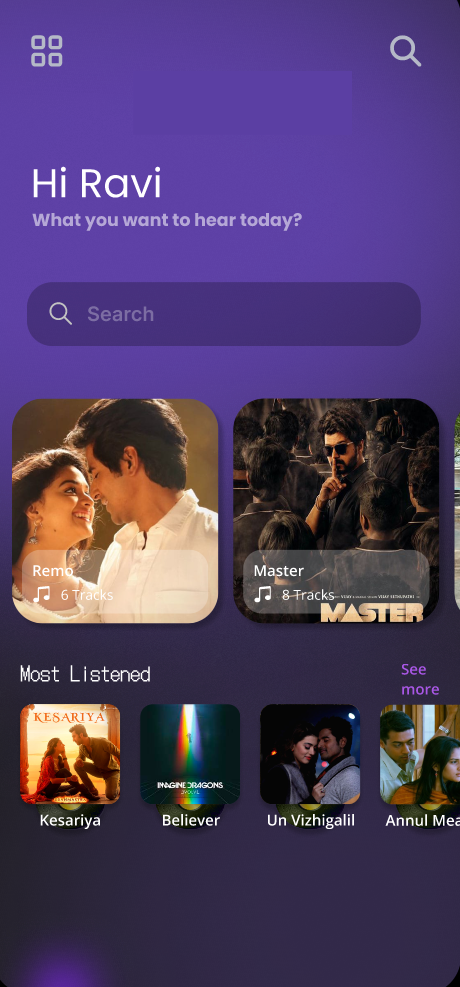 Hi Ravi
What you want to hear today?
Search
Remo
6 Tracks
Master
8 Tracks
MASTER
Most Listened
See
more
KESARIYA
IMAGINE DRAGONS
EVOLVE
Kesariya
Believer
Un Vizhigalil
Annul Mea